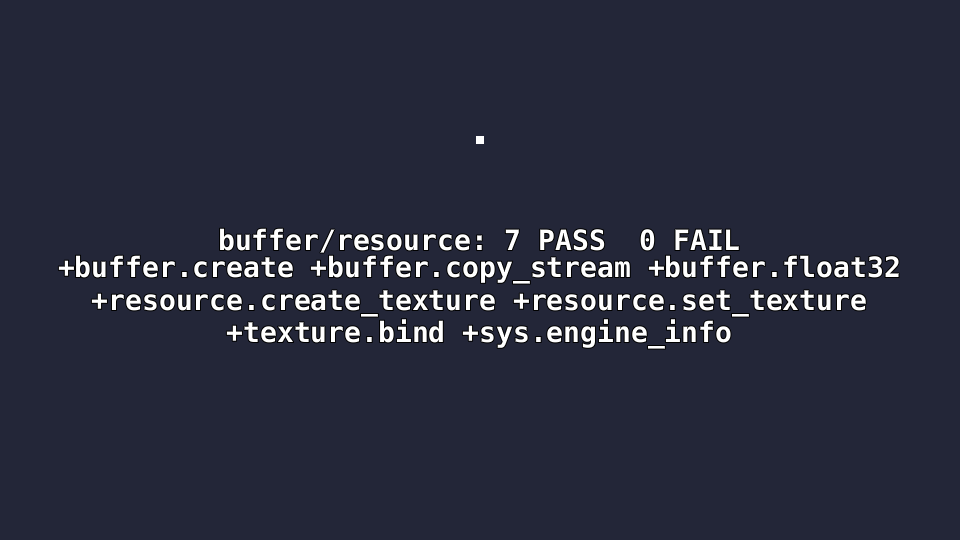 buffer/resource: 7 PASS  0 FAIL
+buffer.create +buffer.copy_stream +buffer.float32
+resource.create_texture +resource.set_texture
+texture.bind +sys.engine_info